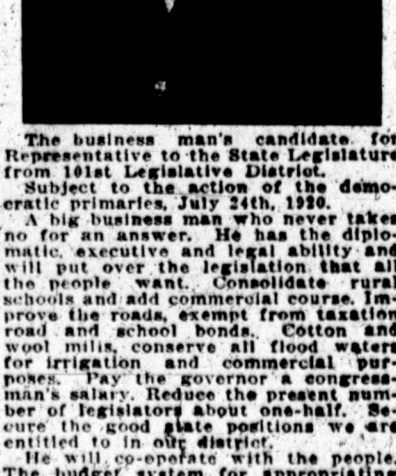 The business man's candidate for
Representative to the State Legislature
from 101st Legislative District.
Subject to the action of the demo-
cratic primaries, July 24th, 1920.
A big business man who never takes
no for an answer. He has the diplo-
matic, executive and legal ability and
will put over the legislation that all
the people want. Consolidate rural
schools and add commercial course. Im-
prove the roads, exempt from taxation
road and school bonds. Cotton and
wool mills, conserve all flood waters
for irrigation and commercial pur-
poses. Pay the governor a congress-
man's salary. Reduce the present num-
ber of legislators about one-half. Se-
cure the good state positions we are
entitled to in our district.
He will co-operate with the people.
The budget system for appropriating